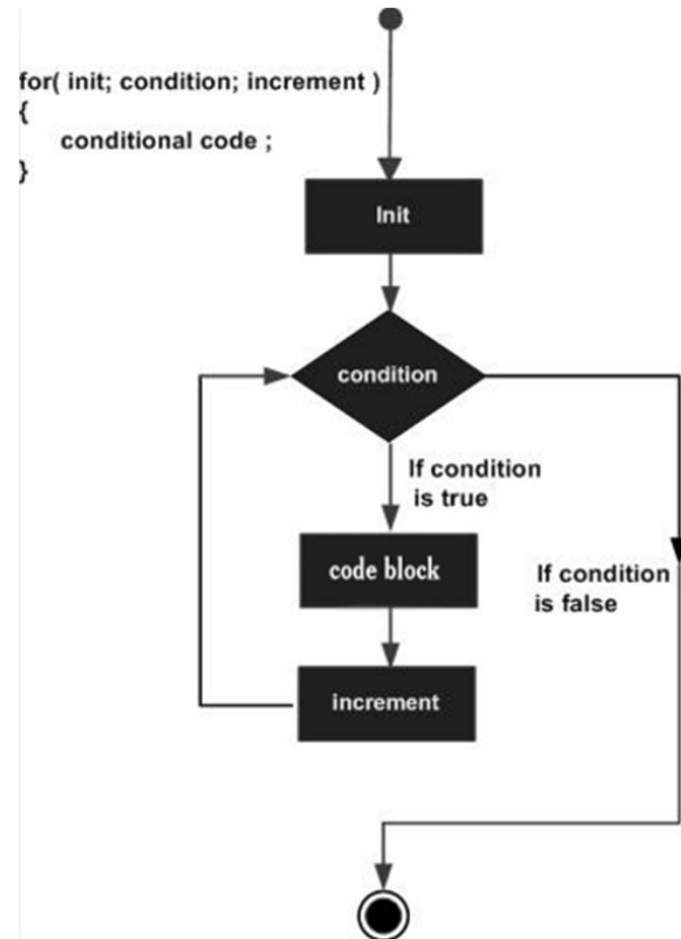 for( init; condition; increment )
{
conditional code ;
}
Init
condition
If condition
is true
code block
If condition
is false
increment